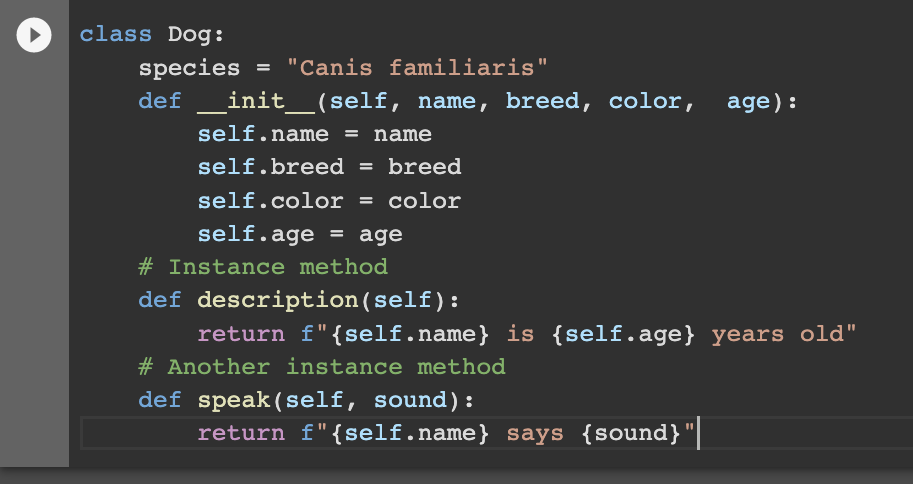 class Dog:
    species = "Canis familiaris"
    def __init__(self, name, breed, color,  age):
        self.name = name
        self.breed = breed
        self.color = color
        self.age = age
    # Instance method
    def description(self):
        return f"{self.name} is {self.age} years old"
    # Another instance method
    def speak(self, sound):
        return f"{self.name} says {sound}"